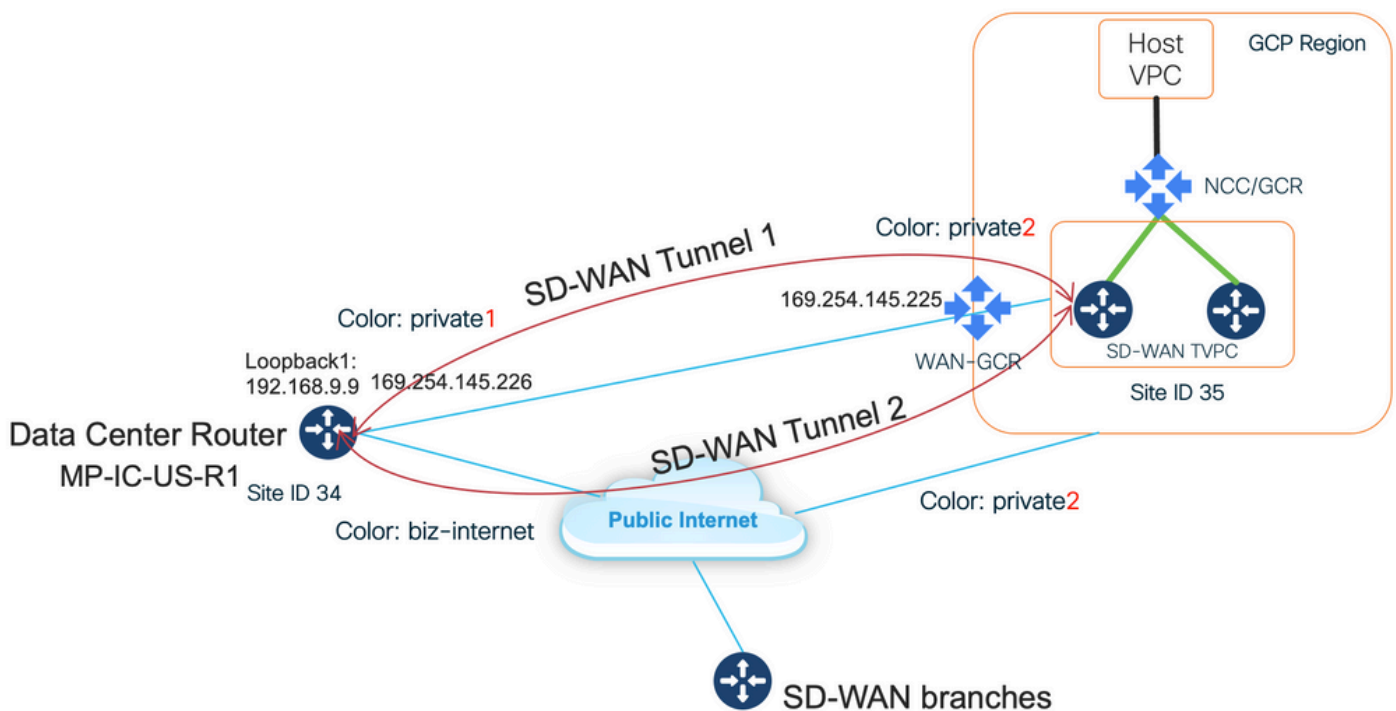 Host
VPC
GCP Region
NCC/GCR
Color: private2
SD-WAN Tunnel 1
169.254.145.225
Color: private1
WAN-GCR
SD-WAN TVPC
Loopback1:
192.168.9.9
169.254.145.226
Site ID 35
Data Center Router
MP-IC-US-R1
Site ID 34
SD-WAN Tunnel 2
Color: biz-internet
Public Internet
Color: private2
SD-WAN branches